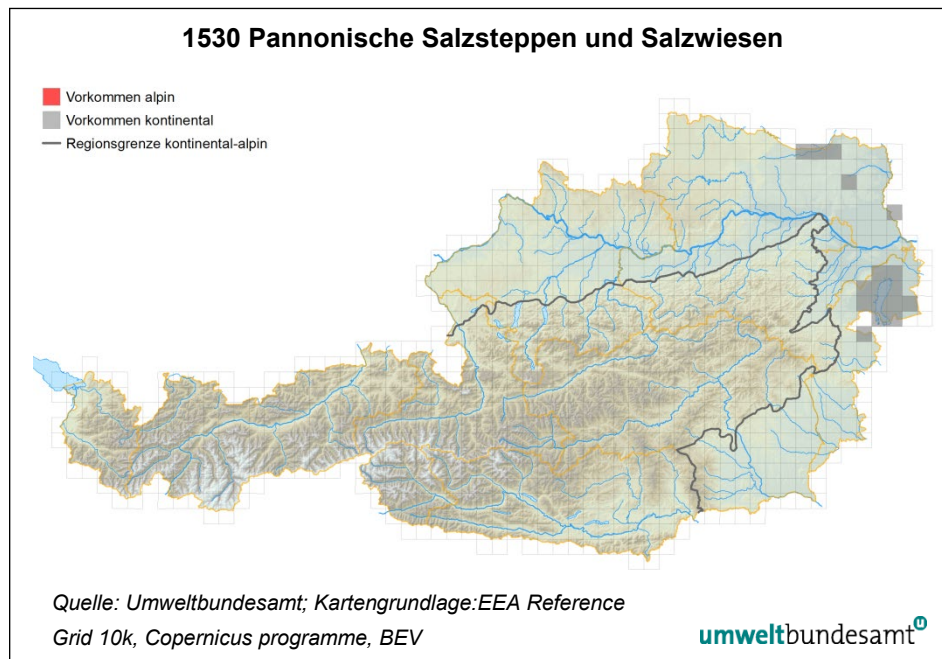 1530 Pannonische Salzsteppen und Salzwiesen
Vorkommen alpin
Vorkommen kontinental
Regionsgrenze kontinental-alpin
Quelle: Umweltbundesamt; Kartengrundlage:EEA Reference
Grid 10k, Copernicus programme, BEV
umweltbundesamt U